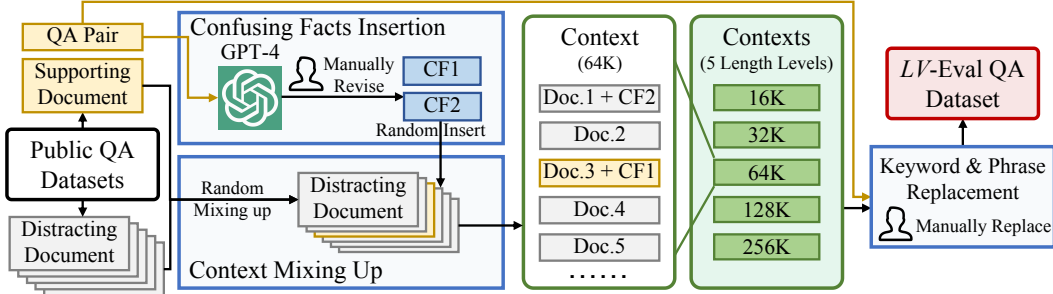 QA Pair
Supporting
Document
Public QA
Datasets
Distracting
Document
Confusing Facts Insertion
GPT-4
Manually
Revise
CF1
CF2
Random Insert
Random
Mixing up
Distracting
Document
Context Mixing Up
Context
(64K)
Doc.1 + CF2
Doc.2
Doc.3 + CF1
Doc.4
Doc.5
......
Contexts
(5 Length Levels)
16K
32K
64K
128K
256K
LV-Eval QA
Dataset
Keyword & Phrase
Replacement
Manually Replace